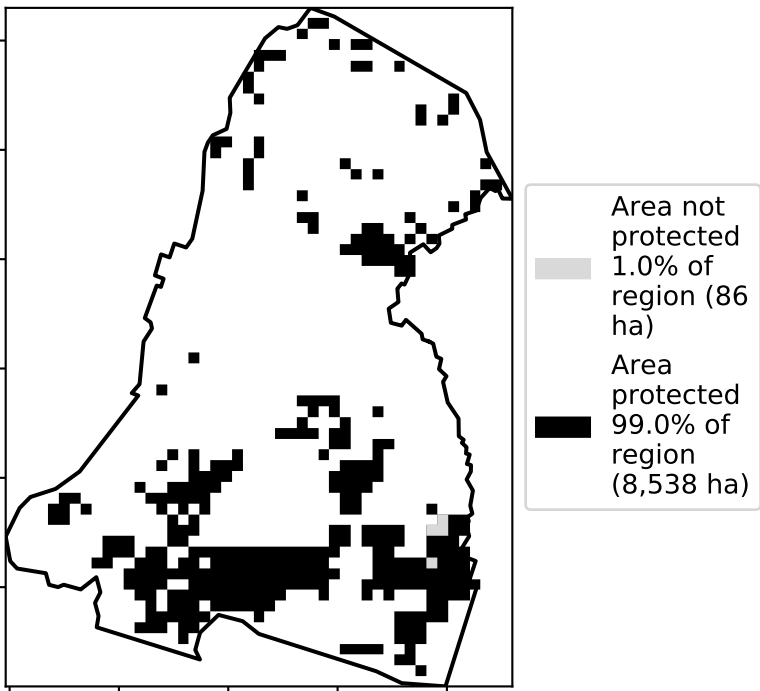 Area not
protected
1.0% of
region (86
ha)
Area
protected
99.0% of
region
(8,538 ha)